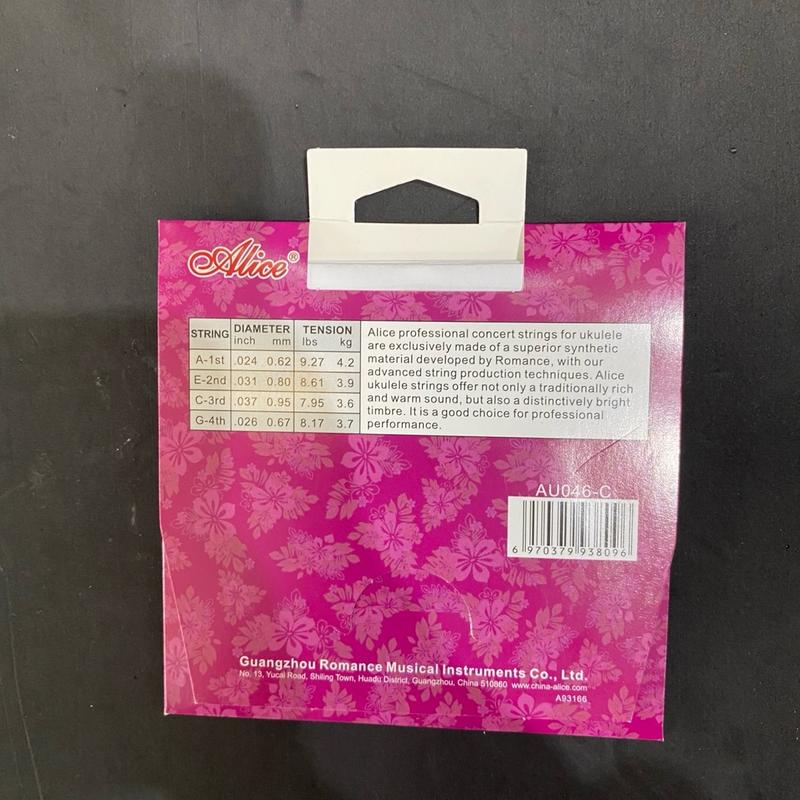 Alice®
STRING DIAMETER TENSION
inch mm lbs kg
A-1st .024 0.62 9.27 4.2
E-2nd .031 0.80 8.61 3.9
C-3rd .037 0.95 7.95 3.6
G-4th .026 0.67 8.17 3.7
Alice professional concert strings for ukulele
are exclusively made of a superior synthetic
material developed by Romance, with our
advanced string production techniques. Alice
ukulele strings offer not only a traditionally rich
and warm sound, but also a distinctively bright
timbre. It is a good choice for professional
performance.
AU046-C
6 970379 938096
Guangzhou Romance Musical Instruments Co., Ltd.
No. 13, Yucai Road, Shiling Town, Huadu District, Guangzhou, China 510860 www.china-alice.com
A93166